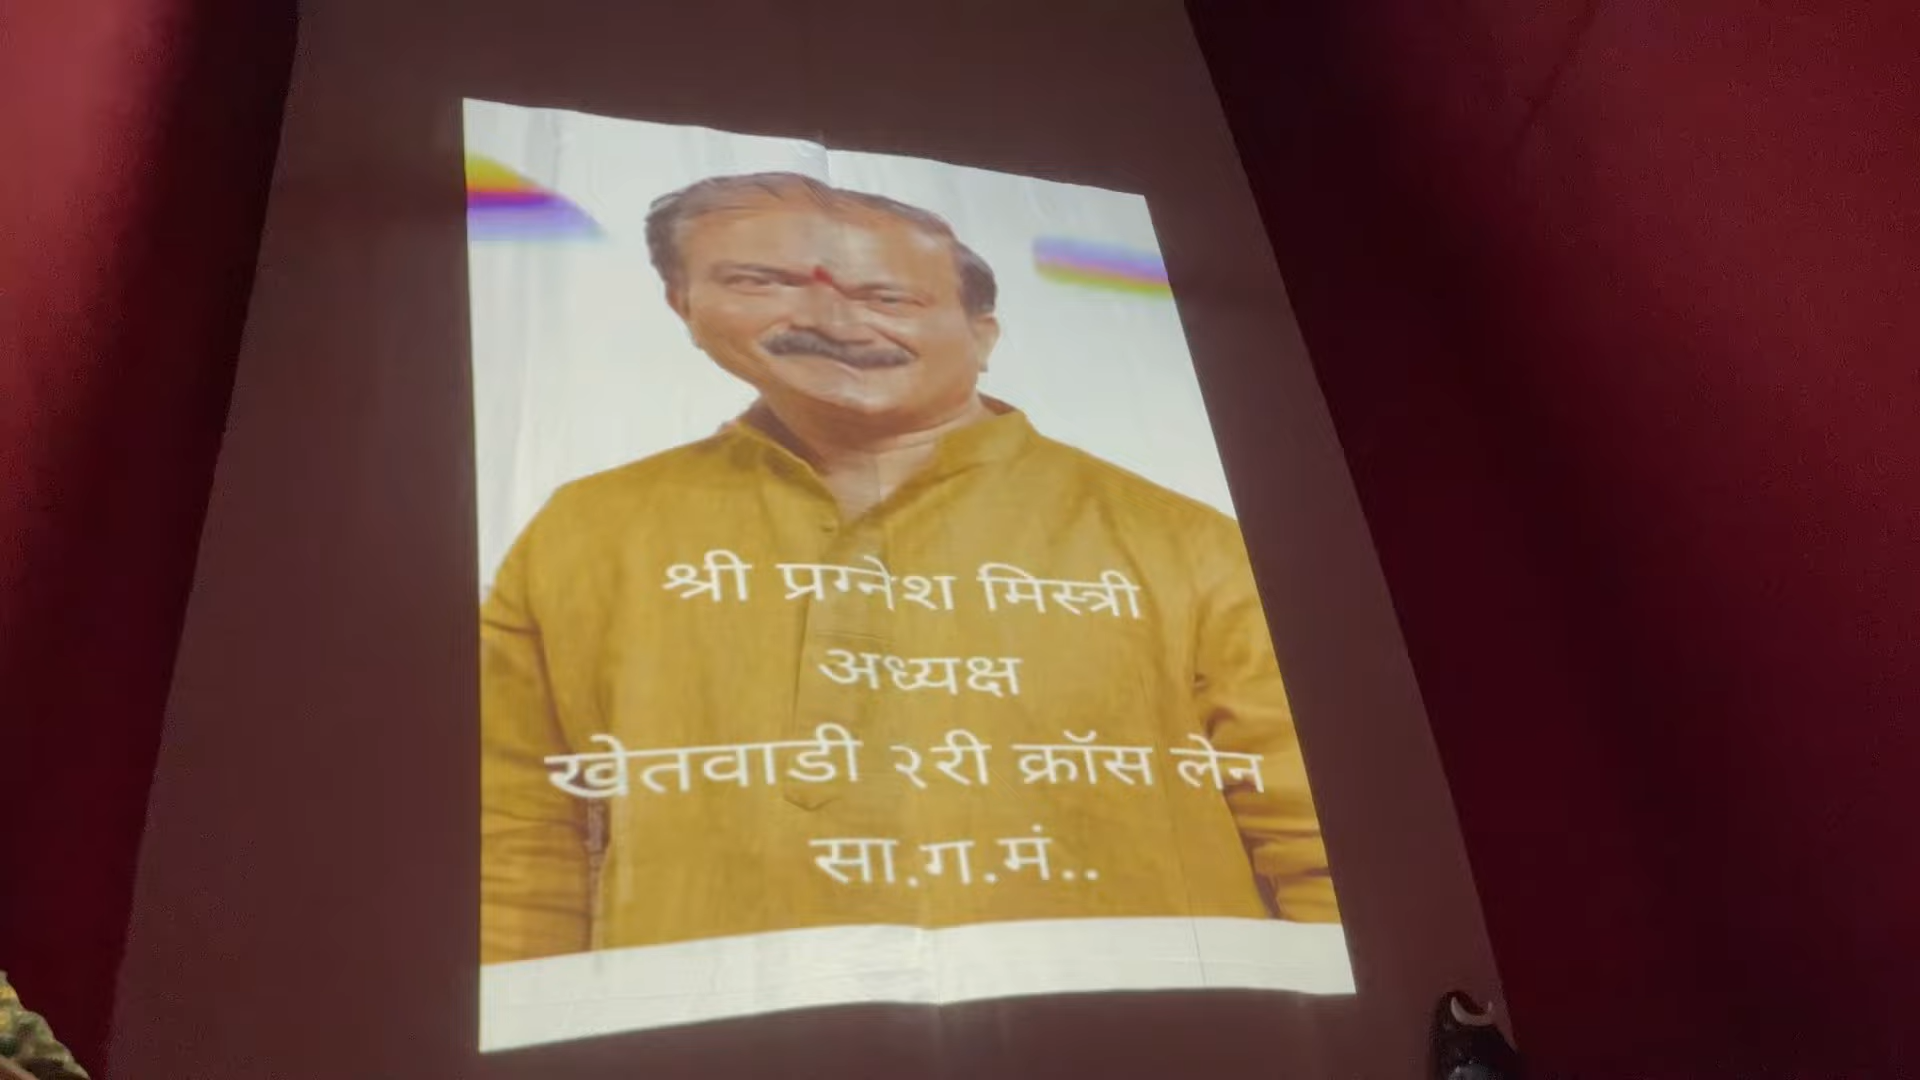 श्री प्रग्नेश मिस्त्री
अध्यक्ष
खेतवाडी २री क्रॉस लेन
सा.ग.मं..